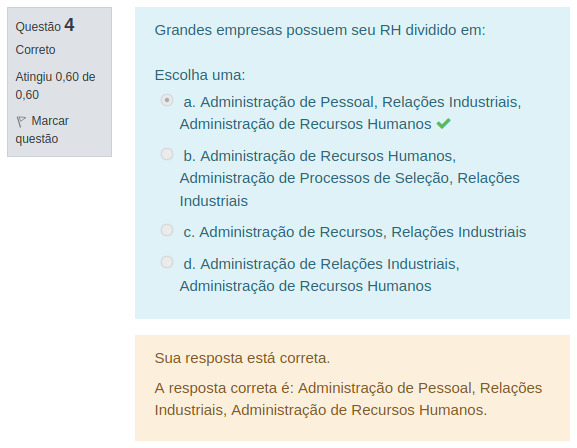 Questão 4
Correto
Atingiu 0,60 de
0,60
Marcar
questão
Grandes empresas possuem seu RH dividido em:
Escolha uma:
a. Administração de Pessoal, Relações Industriais,
Administração de Recursos Humanos
b. Administração de Recursos Humanos,
Administração de Processos de Seleção, Relações
Industriais
c. Administração de Recursos, Relações Industriais
d. Administração de Relações Industriais,
Administração de Recursos Humanos
Sua resposta está correta.
A resposta correta é: Administração de Pessoal, Relações
Industriais, Administração de Recursos Humanos.